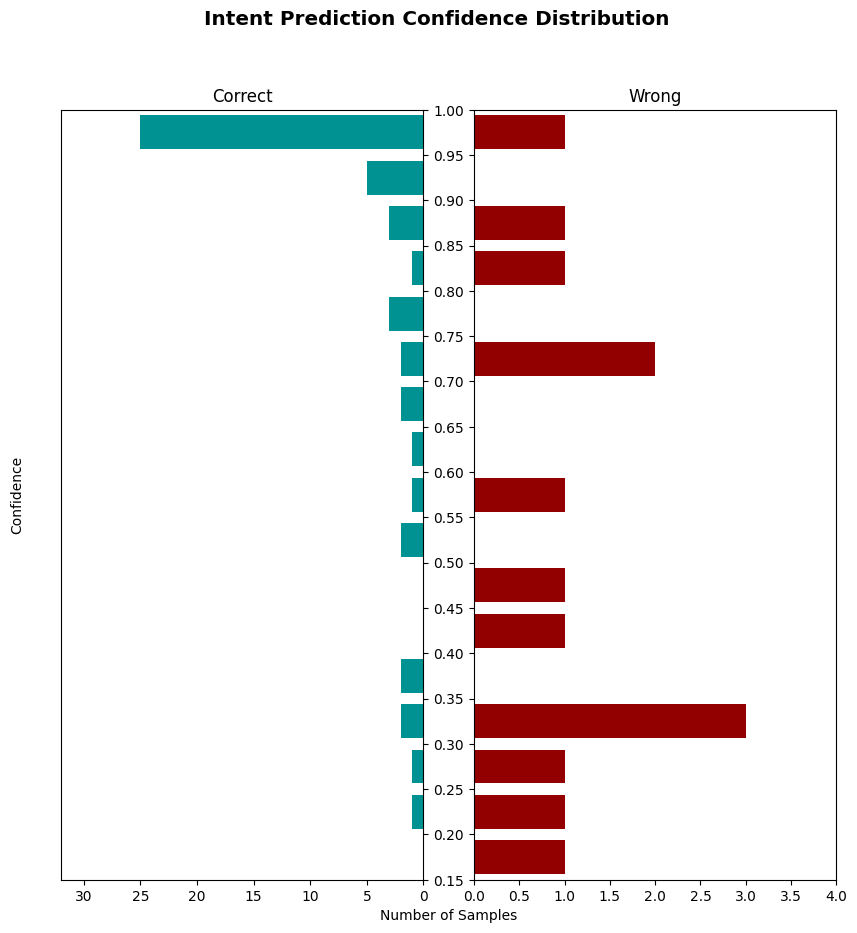 Intent Prediction Confidence Distribution
Correct
Wrong
1.00
0.95
0.90
0.85
0.80
0.75
0.70
0.65
0.60
0.55
0.50
0.45
0.40
0.35
0.30
0.25
0.20
0.15
Confidence
30 25 20 15 10 5 0
0.0 0.5 1.0 1.5 2.0 2.5 3.0 3.5 4.0
Number of Samples